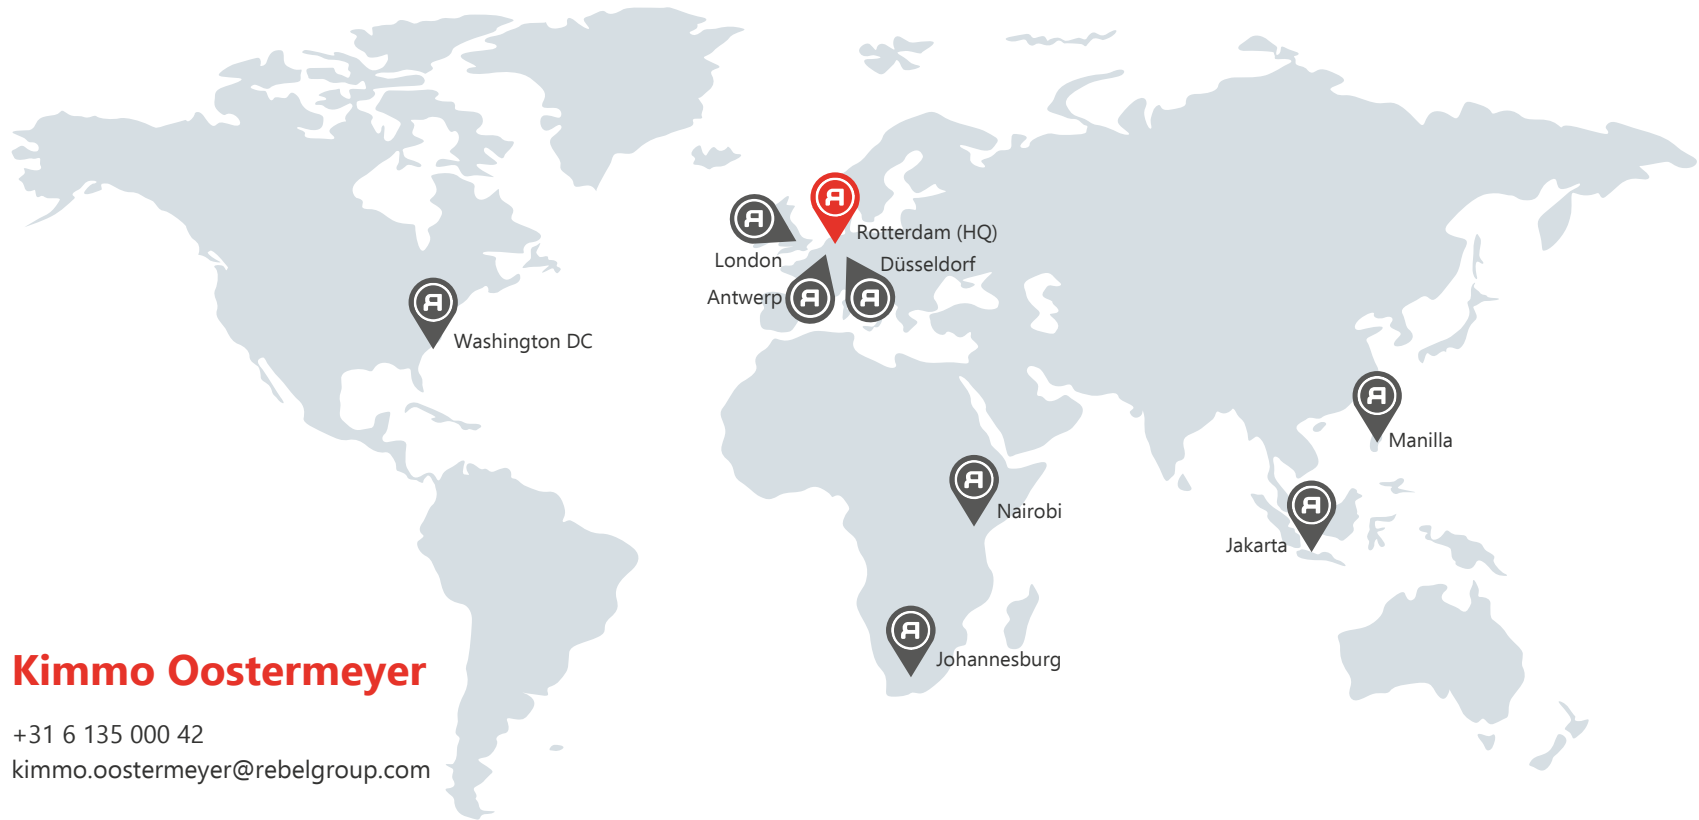 Rotterdam (HQ)
London
Düsseldorf
Antwerp
Washington DC
Manilla
Nairobi
Jakarta
Johannesburg
Kimmo Oostermeyer
+31 6 135 000 42
kimmo.oostermeyer@rebelgroup.com